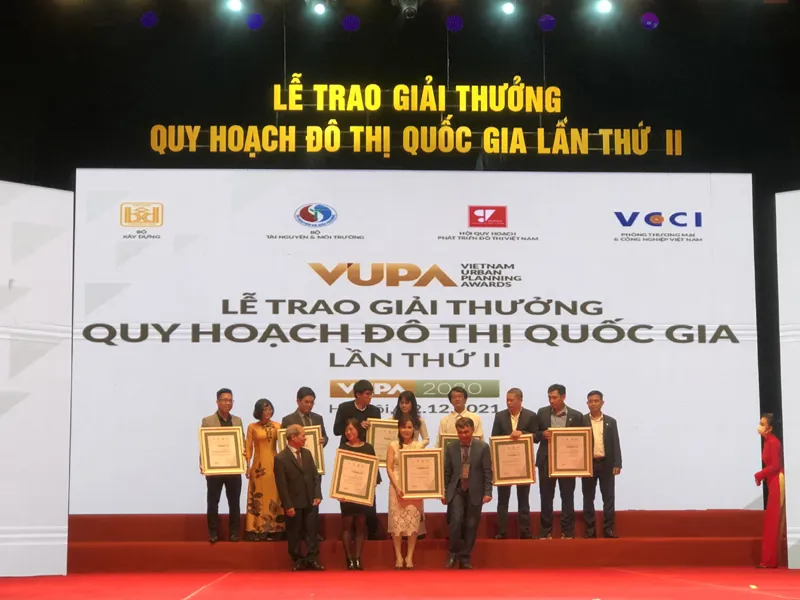 LỄ TRAO GIẢI THƯỞNG
QUY HOẠCH ĐÔ THỊ QUỐC GIA LẦN THỨ II
BỘ
XÂY DỰNG
BỘ
TÀI NGUYÊN & MÔI TRƯỜNG
HỘI QUY HOẠCH
PHÁT TRIỂN ĐÔ THỊ VIỆT NAM
VCCI
PHÒNG THƯƠNG MẠI
& CÔNG NGHIỆP VIỆT NAM
VUPA
VIETNAM
URBAN
PLANNING
AWARDS
LỄ TRAO GIẢI THƯỞNG
QUY HOẠCH ĐÔ THỊ QUỐC GIA
LẦN THỨ II
VUPA 2020